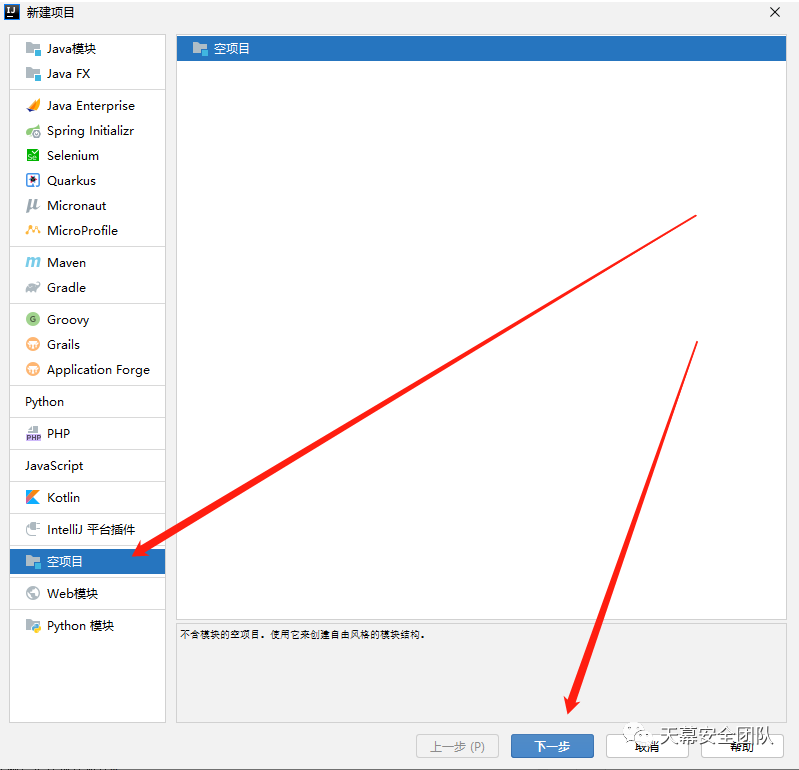 IJ 新建项目
Java模块
Java FX
Java Enterprise
Spring Initializr
Se Selenium
Quarkus
μ Micronaut
MicroProfile
m Maven
Gradle
G Groovy
Grails
Application Forge
Python
PHP PHP
JavaScript
Kotlin
IntelliJ 平台插件
空项目
Web模块
Python 模块
空项目
不含模块的空项目。使用它来创建自由风格的模块结构。
上一步 (P)
下一步
取消
帮助
天幕安全团队